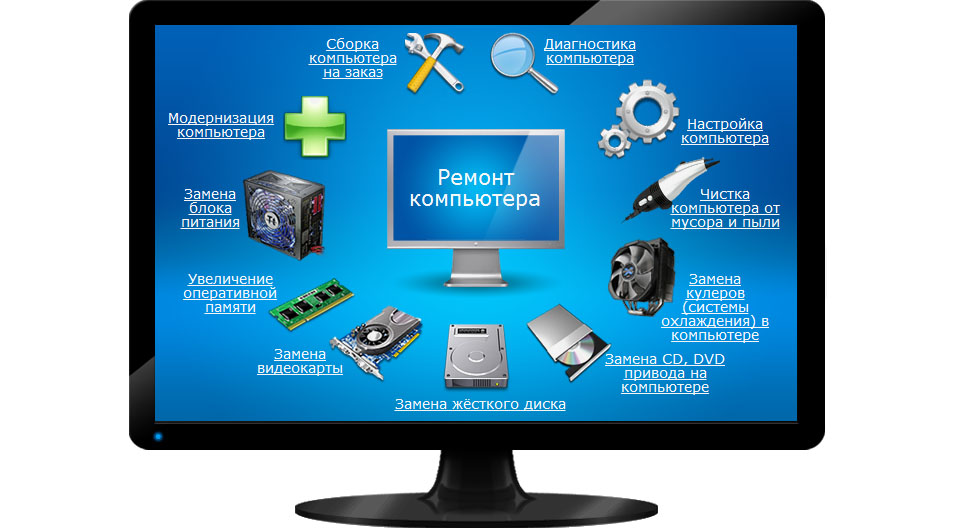 Сборка
компьютера
на заказ
Диагностика
компьютера
Модернизация
компьютера
Настройка
компьютера
Ремонт
компьютера
Замена
блока
питания
Чистка
компьютера от
мусора и пыли
Увеличение
оперативной
памяти
Замена
кулеров
(системы
охлаждения) в
компьютере
Замена
видеокарты
Замена CD, DVD
привода на
компьютере
Замена жёсткого диска